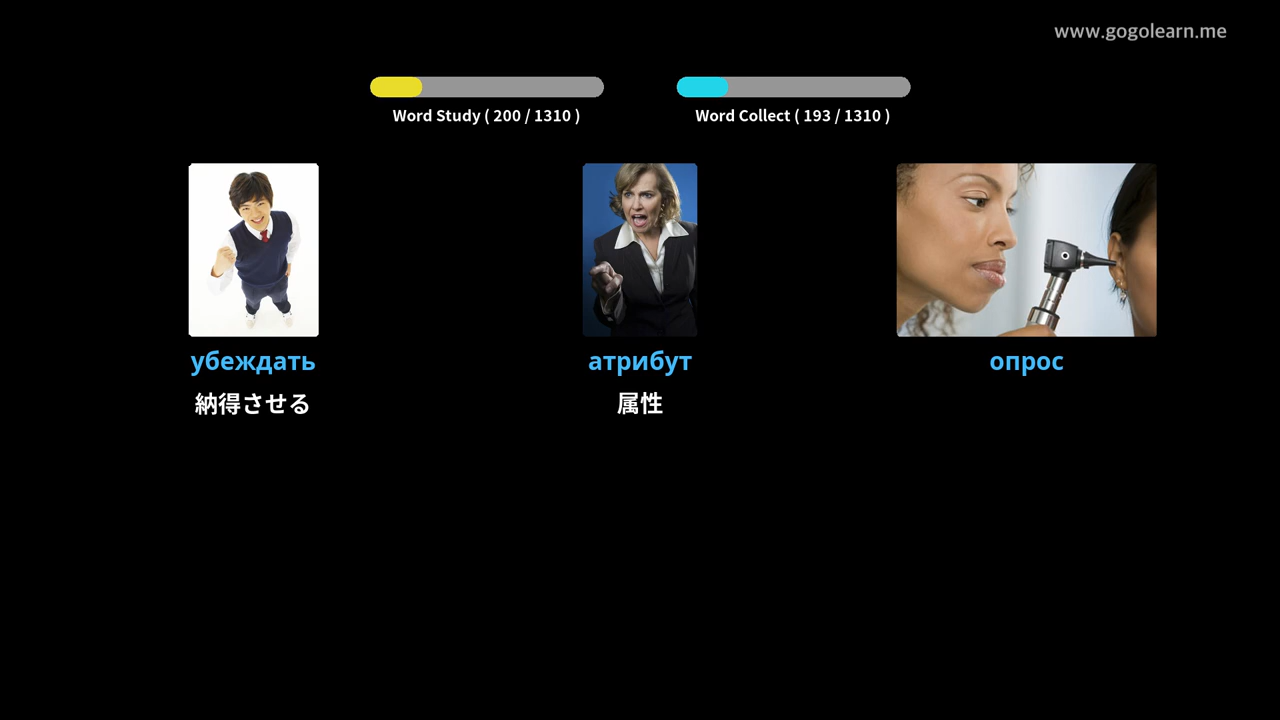 www.gogolearn.me
Word Study ( 200 / 1310 )
Word Collect ( 193 / 1310 )
убеждать
атрибут
опрос
納得させる
属性